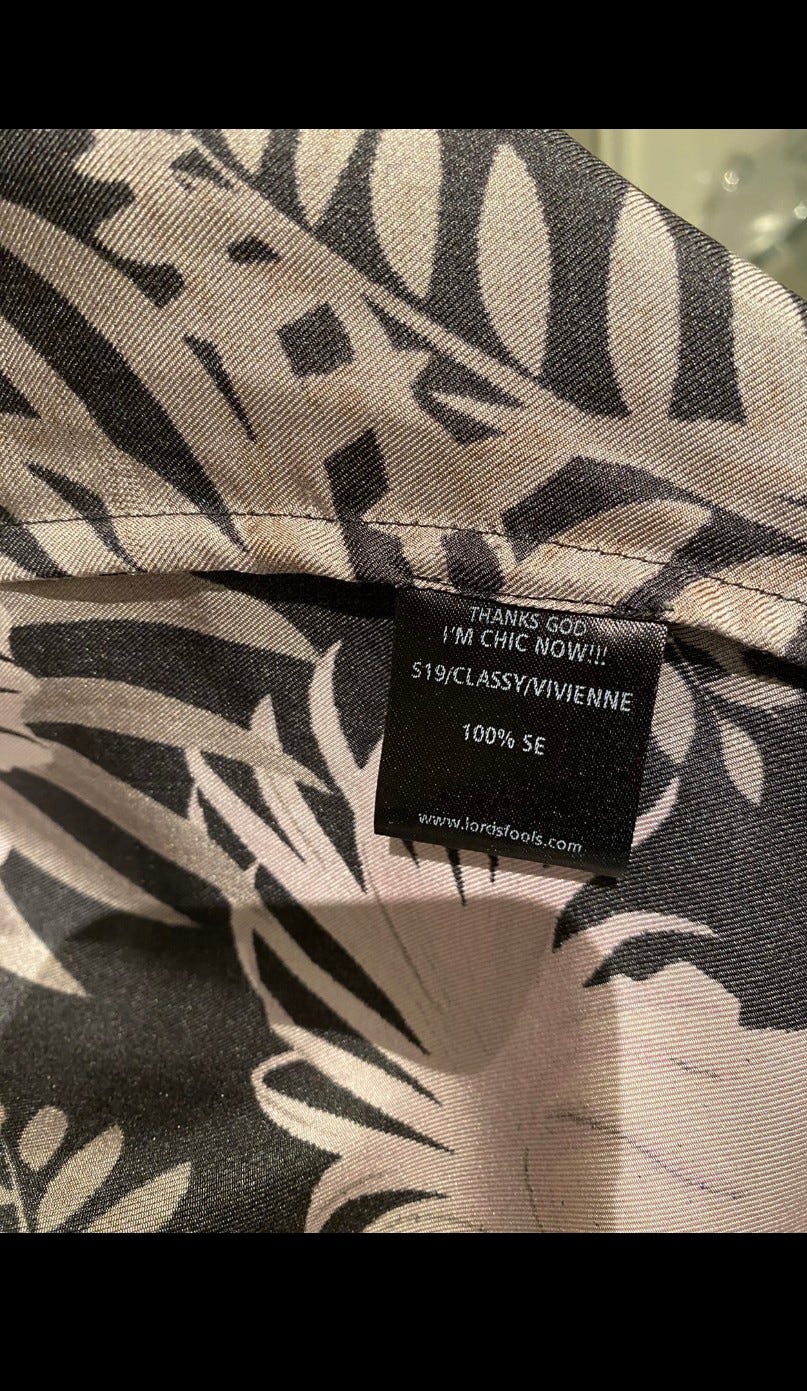 THANKS GOD
I'M CHIC NOW!!!
S19/CLASSY/VIVIENNE
100% SE
www.lordsfools.com